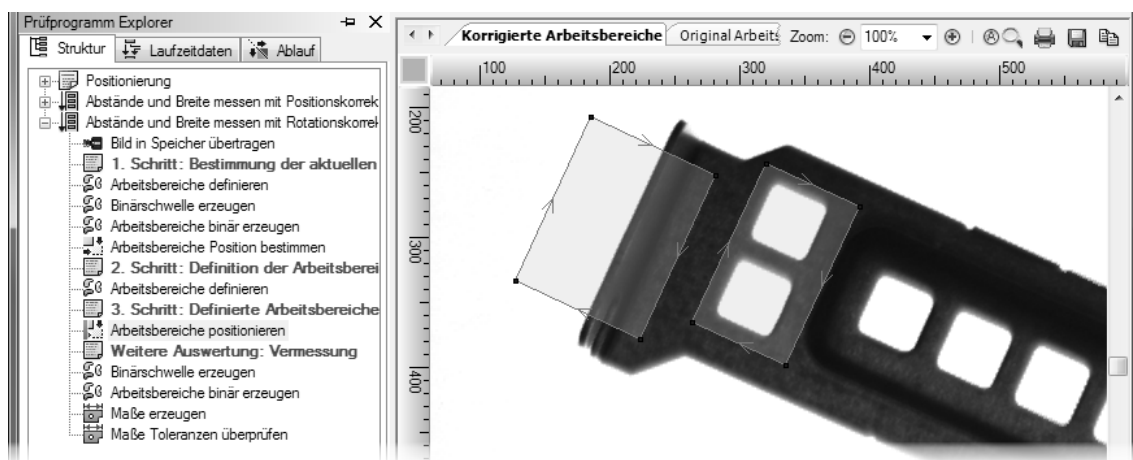 Prüfprogramm Explorer
Struktur Laufzeitdaten Ablauf
Positionierung
Abstände und Breite messen mit Positionskorrek
Abstände und Breite messen mit Rotationskorrek
Bild in Speicher übertragen
1. Schritt: Bestimmung der aktuellen
Arbeitsbereiche definieren
Binärschwelle erzeugen
Arbeitsbereiche binär erzeugen
Arbeitsbereiche Position bestimmen
2. Schritt: Definition der Arbeitsberei
Arbeitsbereiche definieren
3. Schritt: Definierte Arbeitsbereiche
Arbeitsbereiche positionieren
Weitere Auswertung: Vermessung
Binärschwelle erzeugen
Arbeitsbereiche binär erzeugen
Maße erzeugen
Maße Toleranzen überprüfen
Korrigierte Arbeitsbereiche Original Arbeits Zoom: 100%
100 200 300 400 500
200
300
400